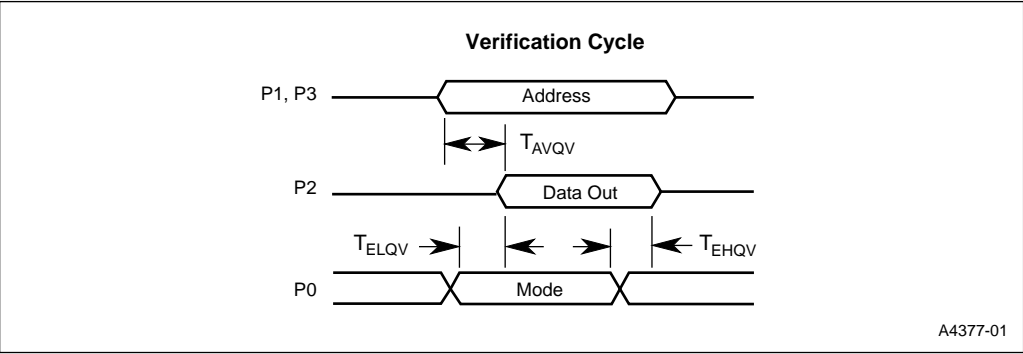 Verification Cycle
P1, P3
Address
TAVQV
P2
Data Out
TELQV
TEHQV
P0
Mode
A4377-01